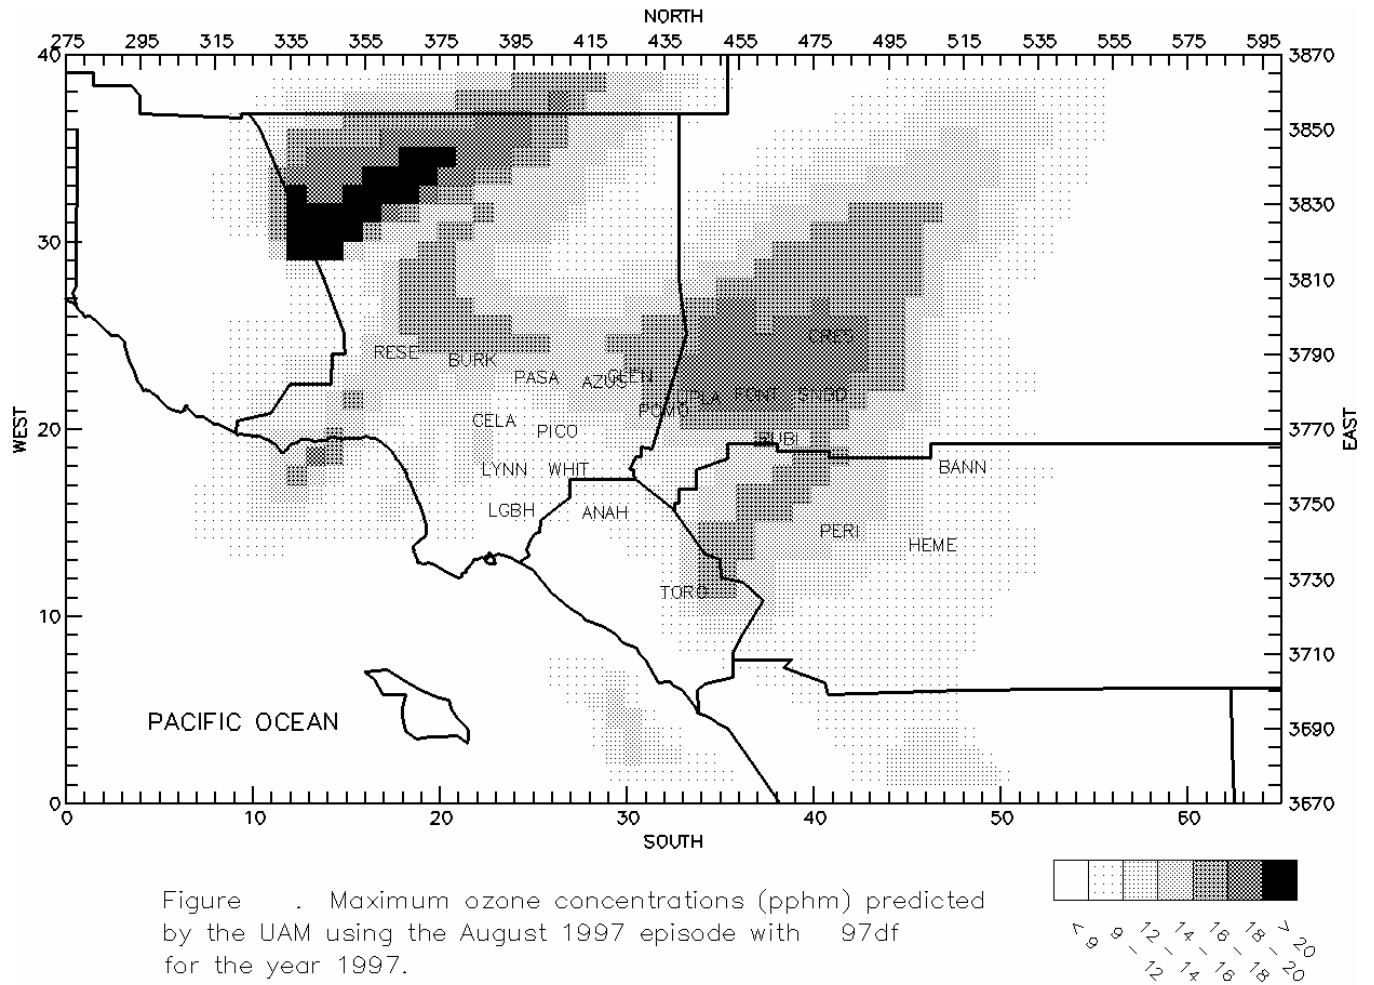 NORTH
275 295 315 335 355 375 395 415 435 455 475 495 515 535 555 575 595
40 3870
3850
RESE BURK PASA AZUS GLEN CRES
30 3830
3810
3790
UPLA FONT SNBD
POMO
CELA PICO RUBI
WEST 20 3770 EAST
LYNN WHIT BANN
3750
LGBH ANAH PERI
HEME
3730
TORO
10
3710
PACIFIC OCEAN
3690
0 3670
0 10 20 30 40 50 60
SOUTH
< 9
9 - 12
12 - 14
14 - 16
16 - 18
18 - 20
> 20
Figure . Maximum ozone concentrations (pphm) predicted
by the UAM using the August 1997 episode with 97df
for the year 1997.